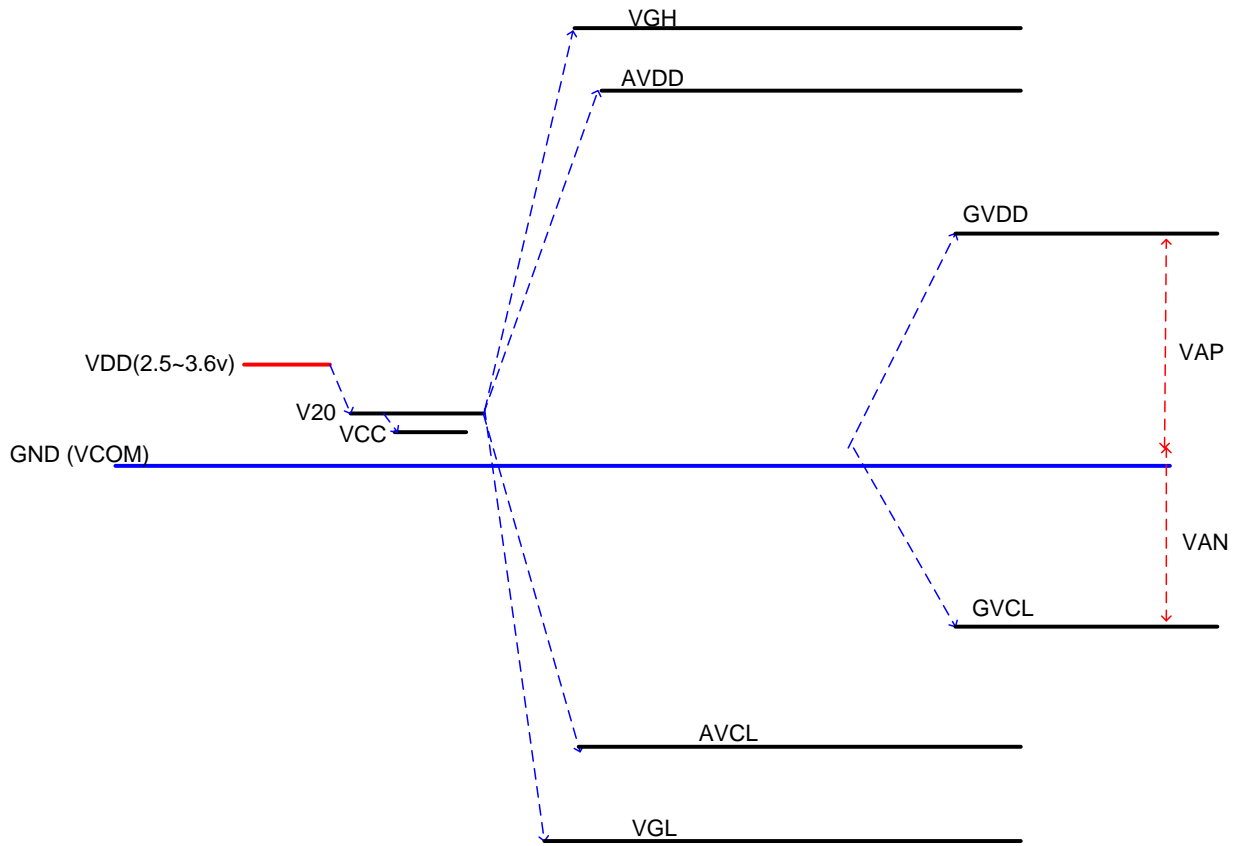 VGH
AVDD
GVDD
VDD(2.5~3.6v)
VAP
V20
VCC
GND (VCOM)
VAN
GVCL
AVCL
VGL